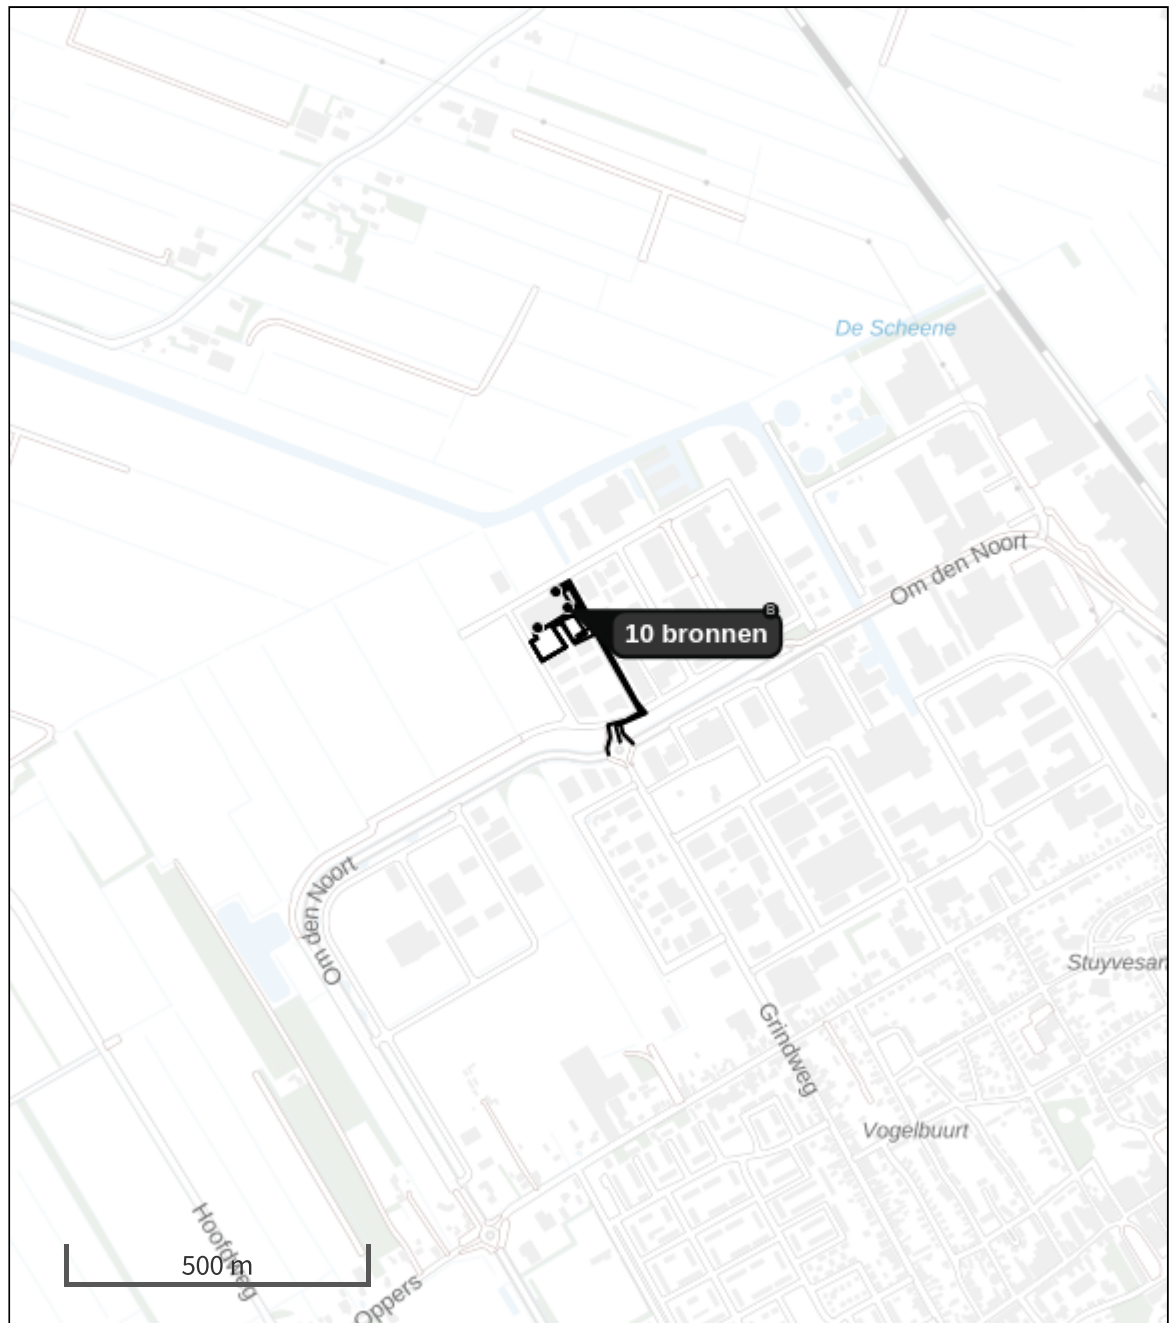 De Scheene
Om den Noort
B
10 bronnen
Om den Noort
Stuyvesan
Grindweg
Vogelbuurt
Hoofdweg
500 m
Oppers